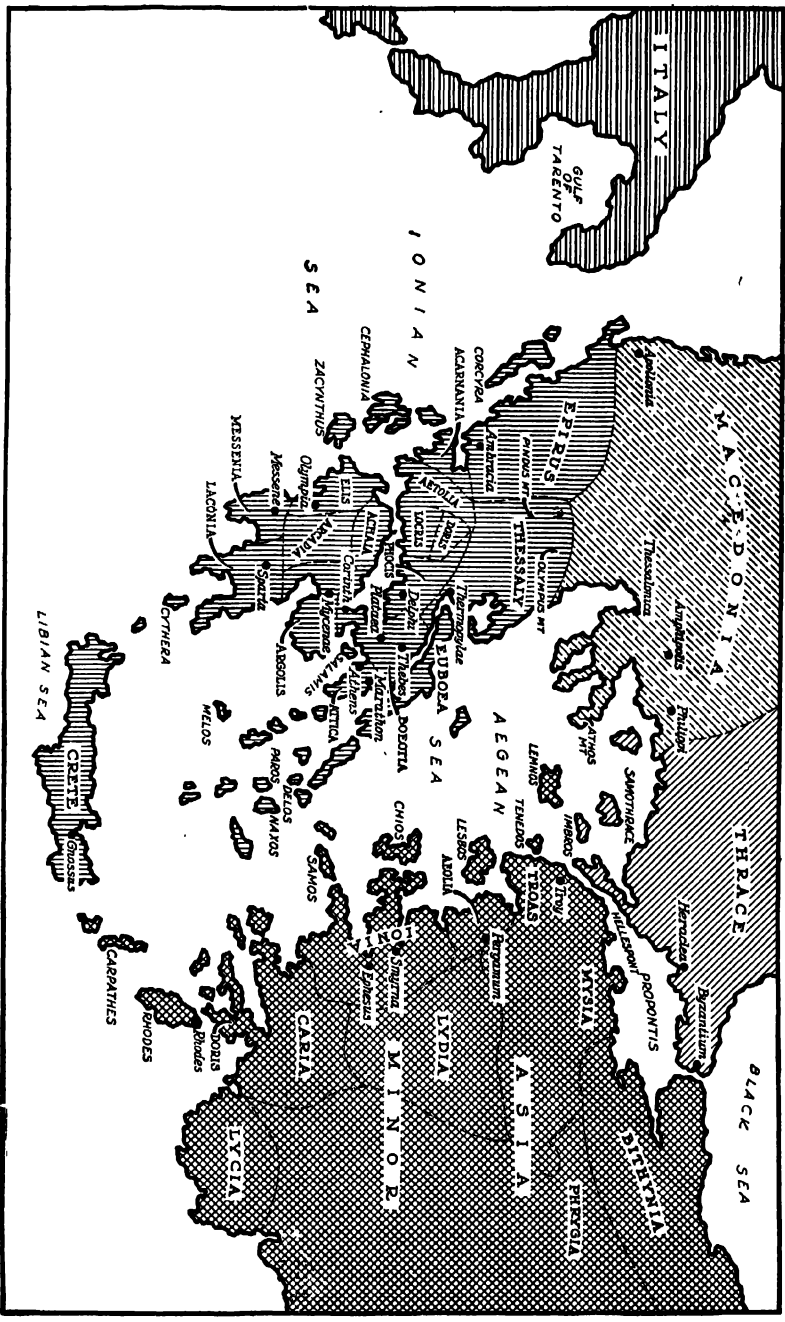 ITALY
GULF
OF
TARENTO
IONIAN
SEA
MACEDONIA
Apollonia
Thessalonica
Amphipolis
Philippi
THRACE
Heraclea
Byzantium
BLACK SEA
PROPONTIS
HELLESPONT
BITHYNIA
CORCYRA
EPIRUS
PINDUS MT
Ambracia
ACARNANIA
THESSALY
OLYMPUS MT
ATHOS
MT
SAMOTHRACE
IMBROS
LEMNOS
TENEDOS
Troy
TROAS
MYSIA
PHRYGIA
ASIA
MINOR
AEGEAN
SEA
LESBOS
AEOLIA
Pergamum
LYDIA
CHIOS
IONIA
Smyrna
Ephesus
SAMOS
CARIA
AETOLIA
DORIS
LOCRIS
PHOCIS
Thermopylae
Delphi
EUBOEA
Thebes
BOEOTIA
Plataea
Marathon
Athens
ATTICA
SALAMIS
CEPHALONIA
ZACYNTHUS
ELIS
ACHAIA
Olympia
ARCADIA
Corinth
Mycenae
ARGOLIS
Messene
MESSENIA
LACONIA
Sparta
CYTHERA
MELOS
PAROS
DELOS
NAXOS
LIBIAN SEA
CRETE
Gnossus
CARPATHES
RHODES
Rhodes
DORIS
LYCIA